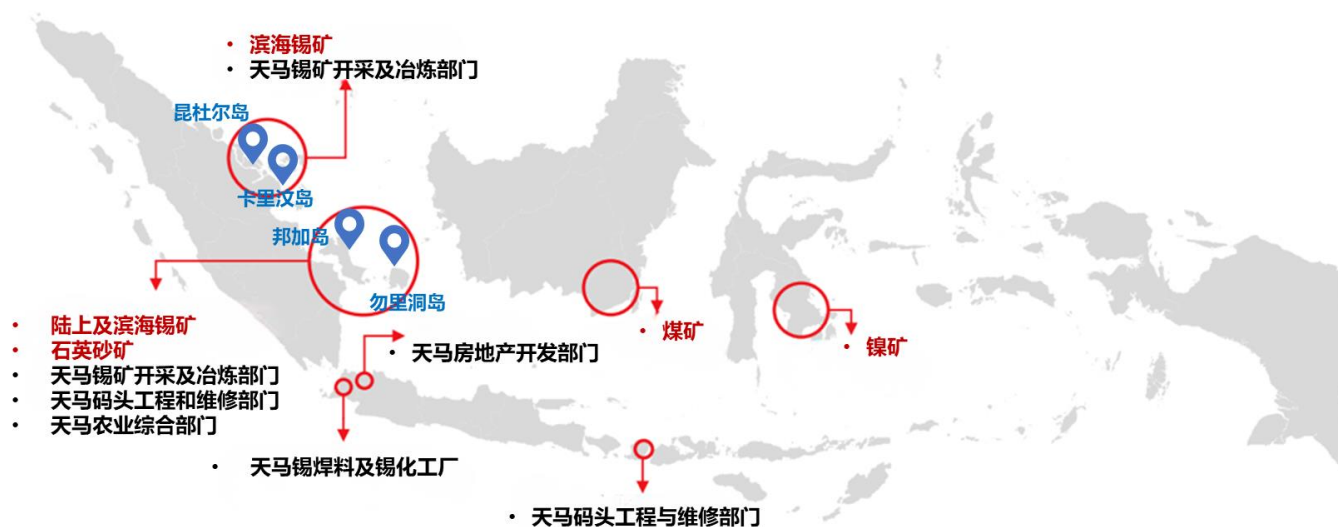 • 滨海锡矿
• 天马锡矿开采及冶炼部门
昆杜尔岛
卡里汶岛
邦加岛
勿里洞岛
• 陆上及滨海锡矿
• 石英砂矿
• 天马锡矿开采及冶炼部门
• 天马码头工程和维修部门
• 天马农业综合部门
• 天马房地产开发部门
• 煤矿
• 镍矿
• 天马锡焊料及锡化工厂
• 天马码头工程与维修部门